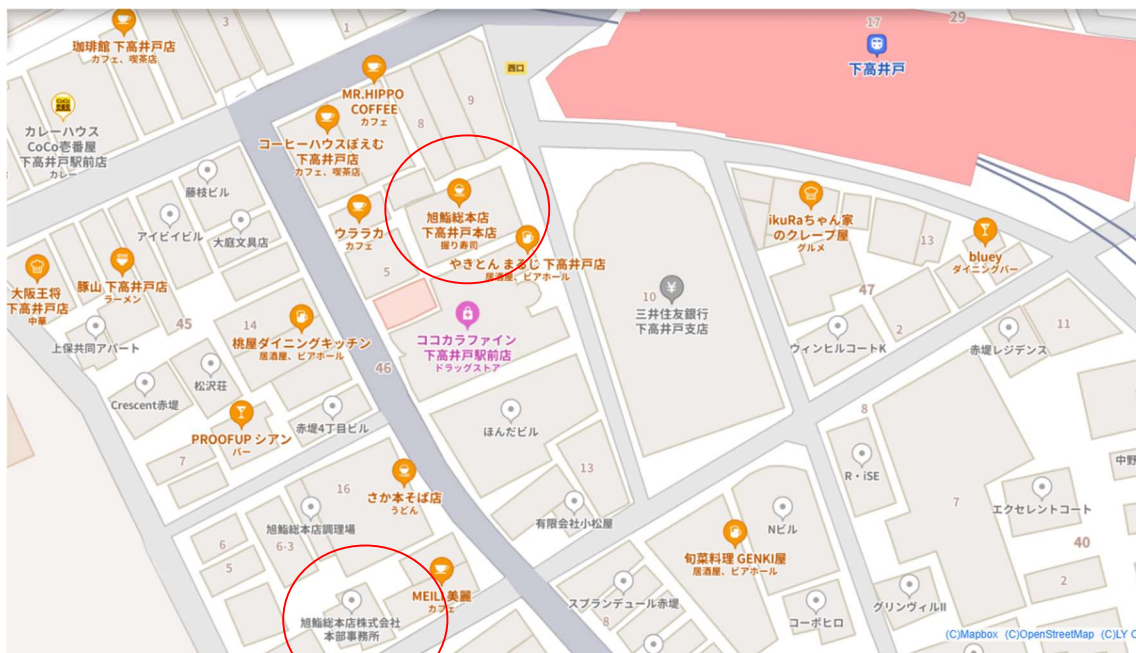 3
1
17
29
珈琲館 下高井戸店
カフェ、喫茶店
西口
下高井戸
MR.HIPPO
COFFEE
カフェ
9
8
カレーハウス
CoCo壱番屋
下高井戸駅前店
カレー
コーヒーハウスぽえむ
下高井戸店
カフェ、喫茶店
藤枝ビル
アイビイビル
大庭文具店
ウララカ
カフェ
旭鮨総本店
下高井戸本店
握り寿司
やきとん まるじ 下高井戸店
居酒屋、ビアホール
5
ikuRaちゃん家
のクレープ屋
グルメ
13
bluey
ダイニングバー
大阪王将
下高井戸店
中華
豚山 下高井戸店
ラーメン
45
14
桃屋ダイニングキッチン
居酒屋、ビアホール
上保共同アパート
松沢荘
46
ココカラファイン
下高井戸駅前店
ドラッグストア
10
三井住友銀行
下高井戸支店
47
2
ウィンヒルコートK
11
赤堤レジデンス
Crescent赤堤
赤堤4丁目ビル
PROOFUP シアン
バー
7
ほんだビル
8
13
R・iSE
中野
16
さか本そば店
うどん
旭鮨総本店調理場
有限会社小松屋
Nビル
7
エクセレントコート
6
6-3
5
旬菜料理 GENKI屋
居酒屋、ビアホール
40
2
MEILI 美麗
カフェ
旭鮨総本店株式会社
本部事務所
スプランデュール赤堤
8
コーポヒロ
グリンヴィルII
(C)Mapbox (C)OpenStreetMap (C)LY C